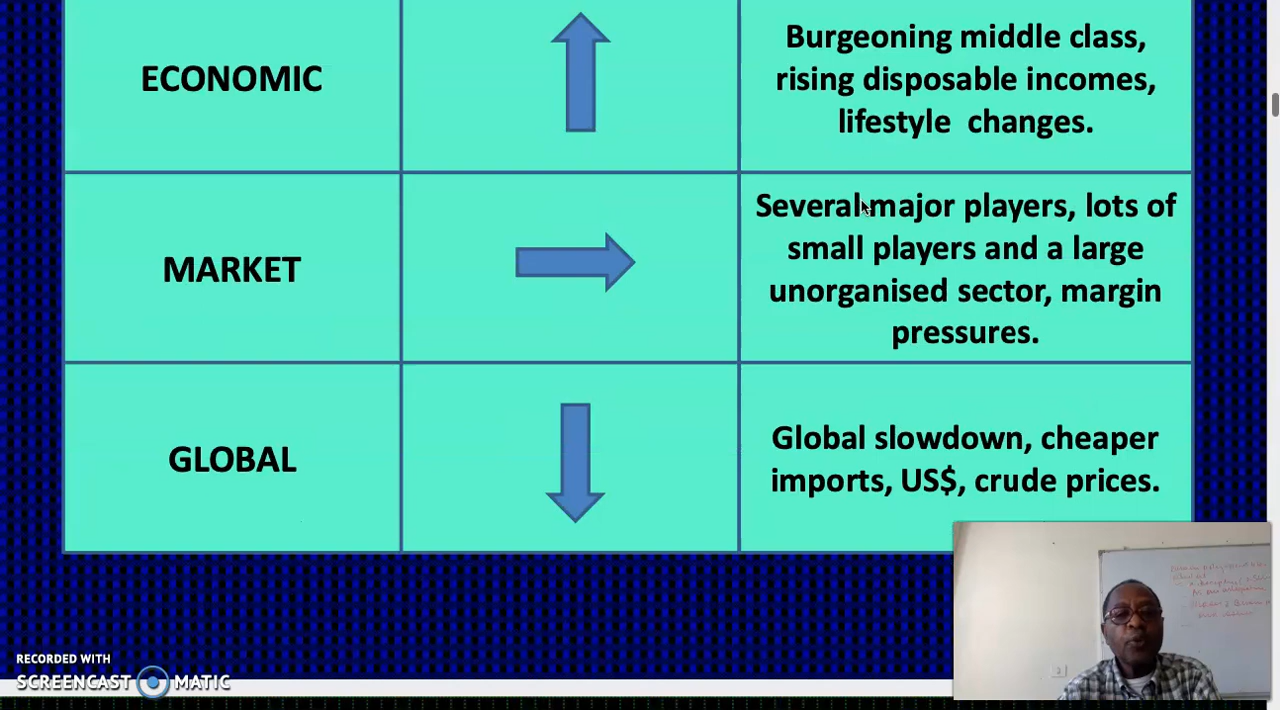 ECONOMIC
Burgeoning middle class,
rising disposable incomes,
lifestyle changes.
MARKET
Several major players, lots of
small players and a large
unorganised sector, margin
pressures.
GLOBAL
Global slowdown, cheaper
imports, US$, crude prices.
RECORDED WITH
SCREENCAST MATIC